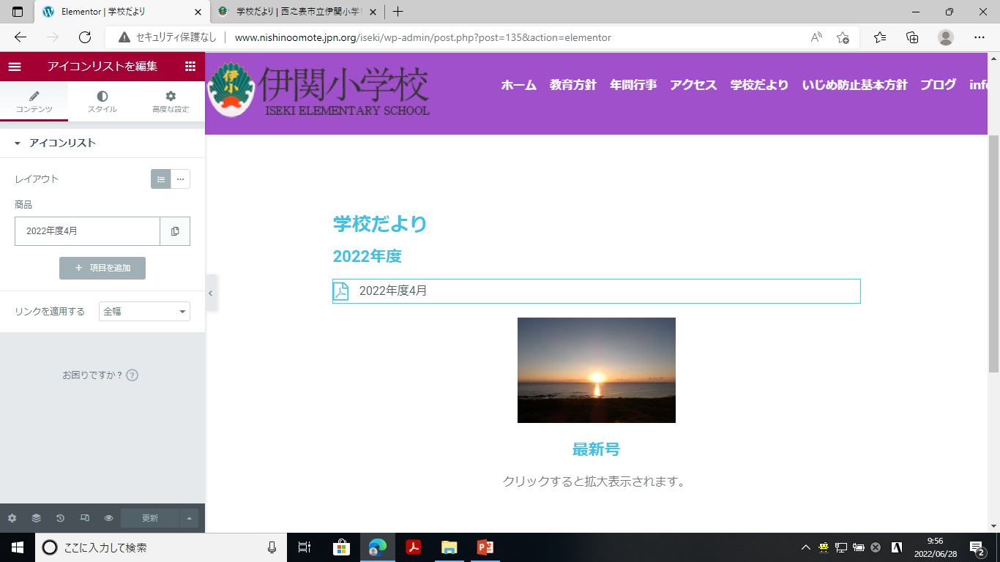 Elementor | 学校だより
学校だより | 西之表市立伊関小学校
セキュリティ保護なし
www.nishinoomote.jpn.org/iseki/wp-admin/post.php?post=135&action=elementor
アイコンリストを編集
コンテンツ
スタイル
高度な設定
アイコンリスト
レイアウト
商品
2022年度4月
項目を追加
リンクを適用する
全幅
お困りですか ?
更新
伊小
伊関小学校
ISEKI ELEMENTARY SCHOOL
ホーム 教育方針 年間行事 アクセス 学校だより いじめ防止基本方針 ブログ info
学校だより
2022年度
2022年度4月
最新号
クリックすると拡大表示されます。
ここに入力して検索
A
9:56
2022/06/28
2